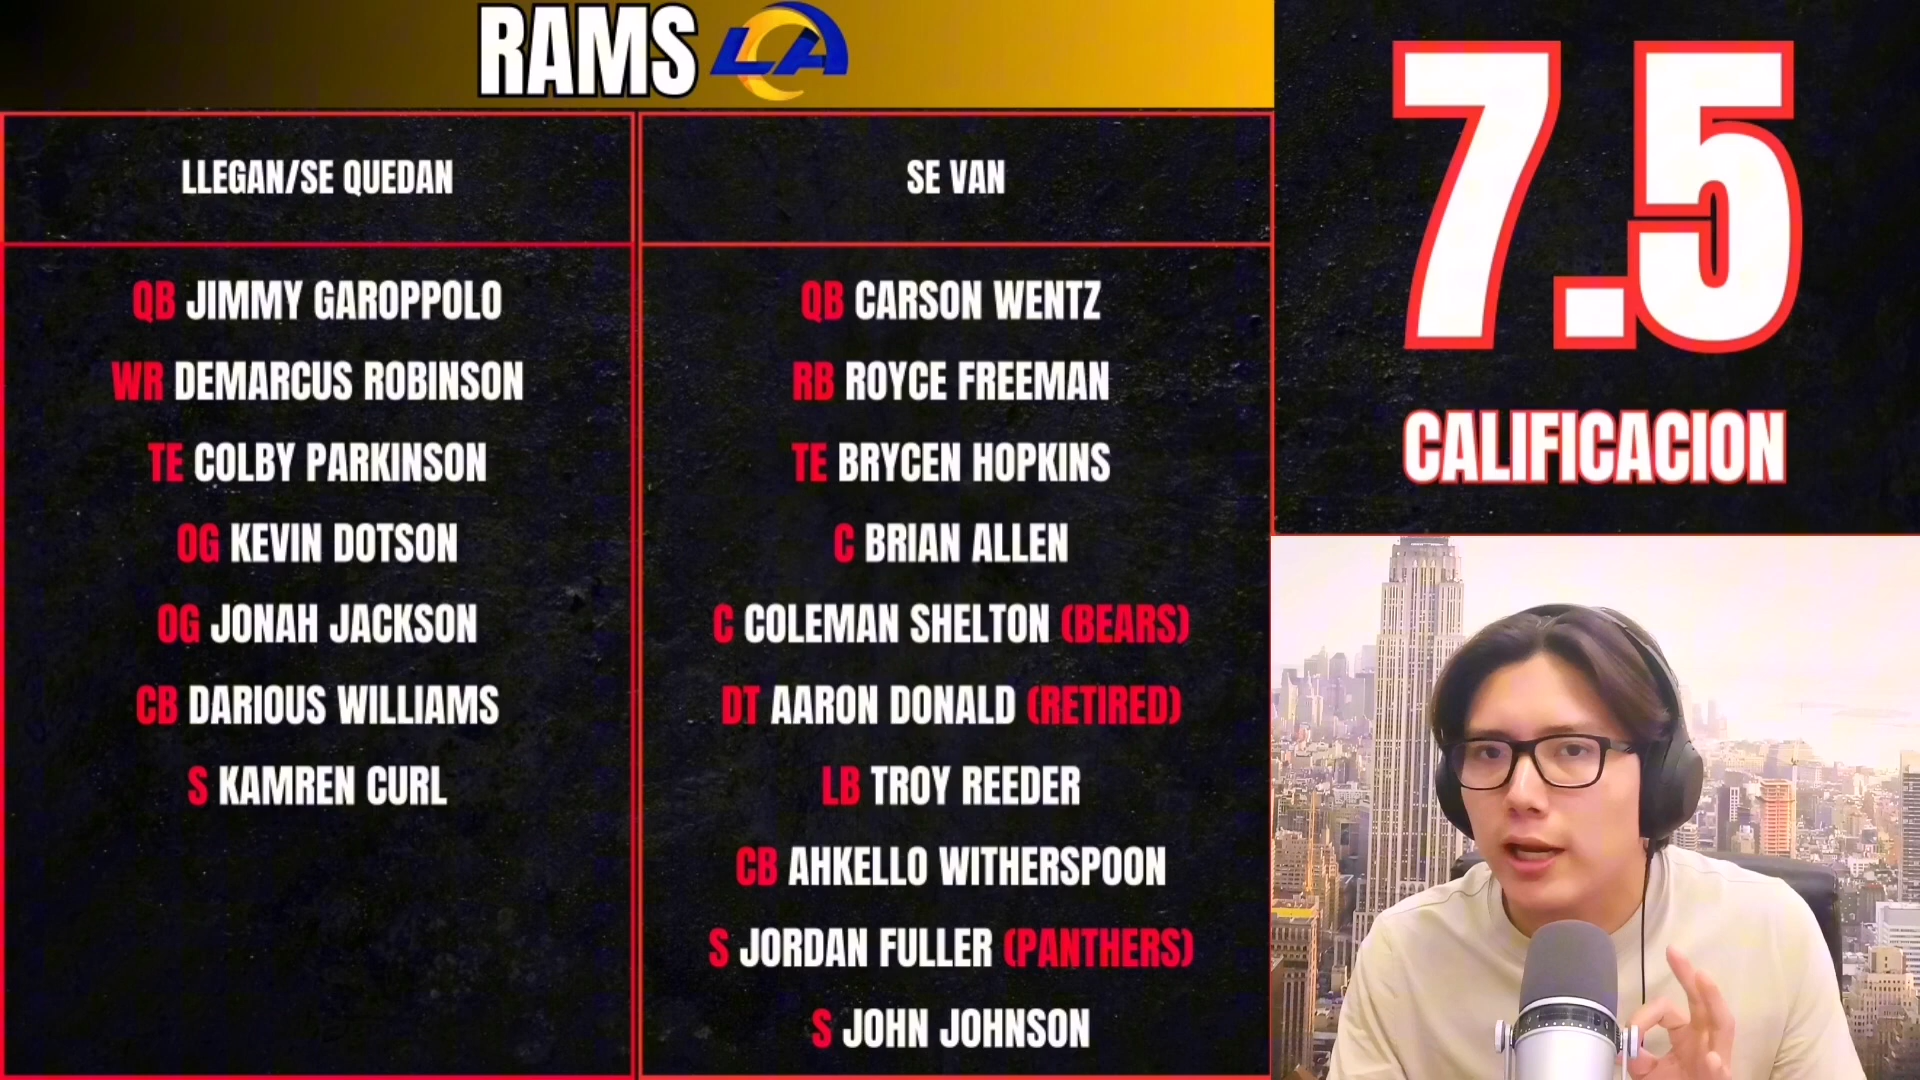 RAMS LA
LLEGAN/SE QUEDAN
QB JIMMY GAROPPOLO
WR DEMARCUS ROBINSON
TE COLBY PARKINSON
OG KEVIN DOTSON
OG JONAH JACKSON
CB DARIOUS WILLIAMS
S KAMREN CURL
SE VAN
QB CARSON WENTZ
RB ROYCE FREEMAN
TE BRYCEN HOPKINS
C BRIAN ALLEN
C COLEMAN SHELTON (BEARS)
DT AARON DONALD (RETIRED)
LB TROY REEDER
CB AHKELLO WITHERSPOON
S JORDAN FULLER (PANTHERS)
S JOHN JOHNSON
7.5
CALIFICACION